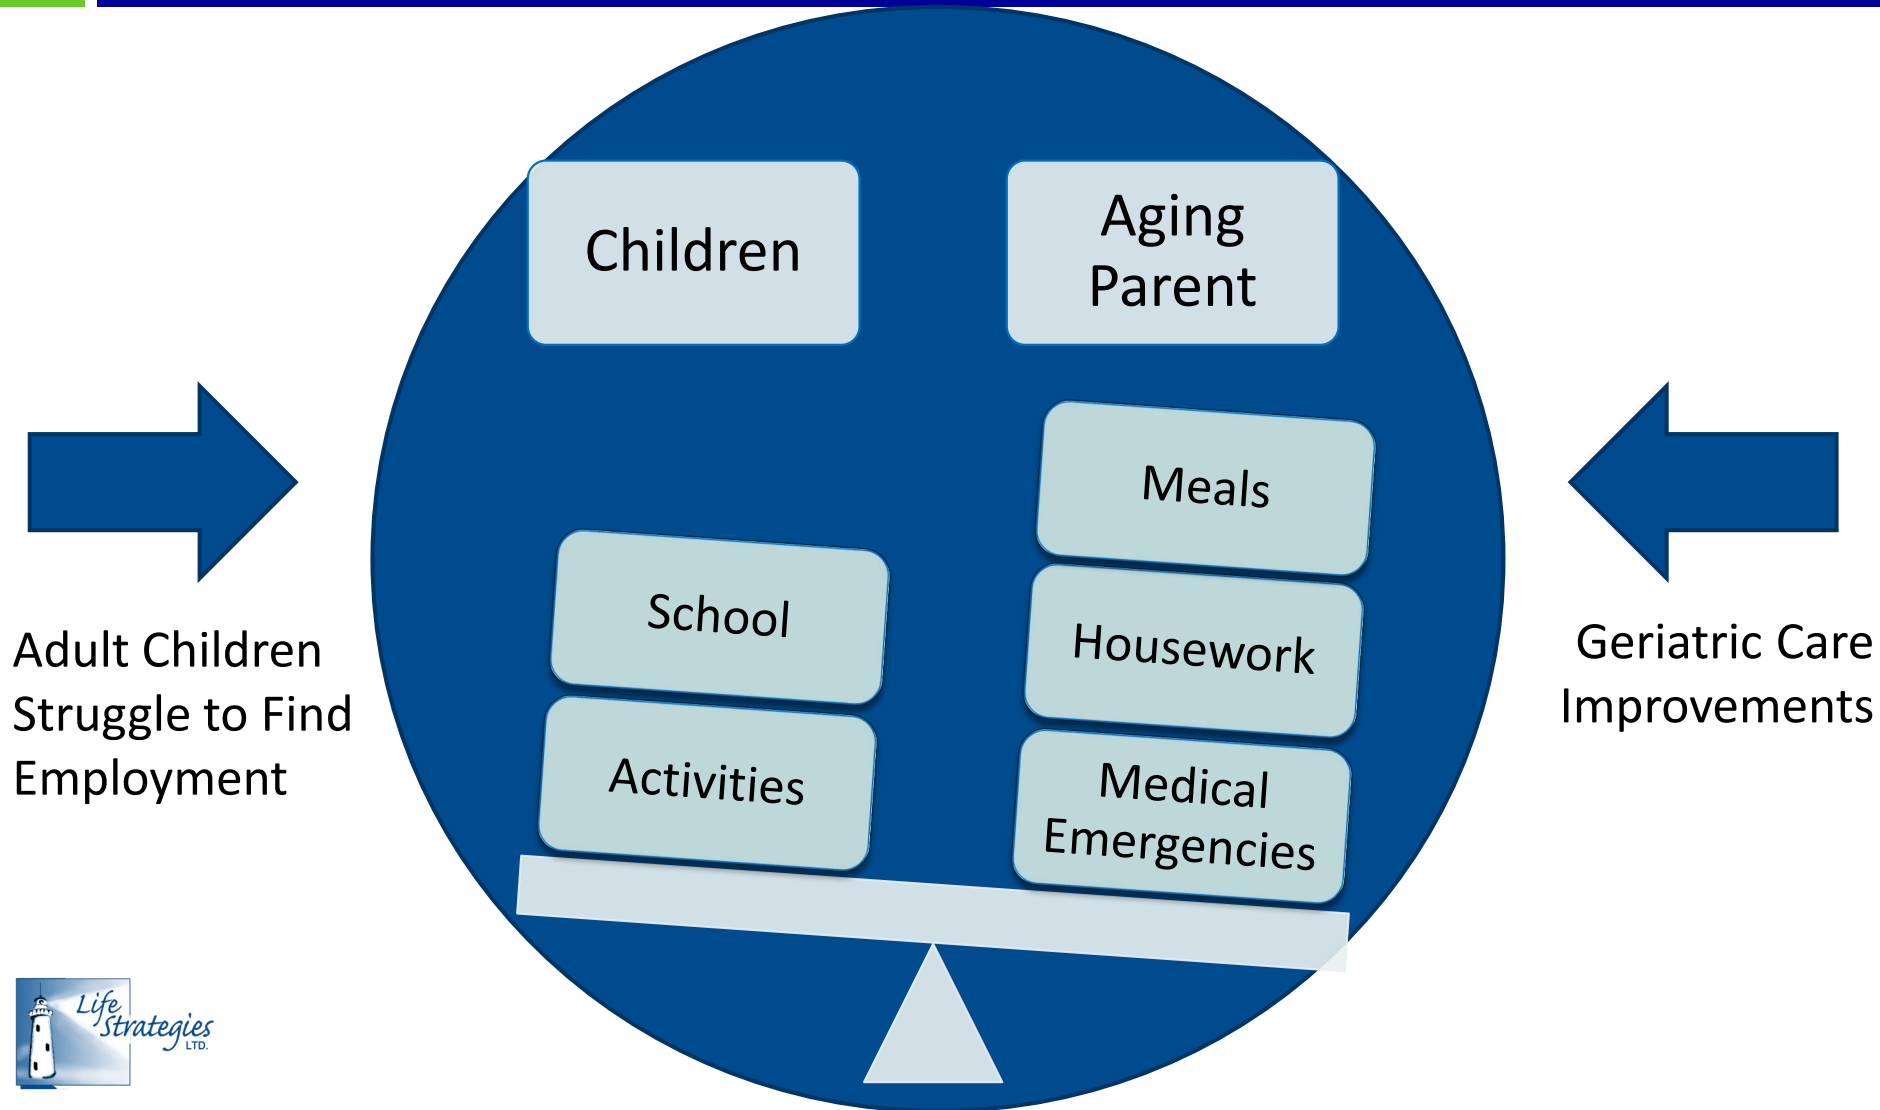 Children
Aging
Parent
Meals
School
Housework
Activities
Medical
Emergencies
Adult Children
Struggle to Find
Employment
Geriatric Care
Improvements
Life
Strategies
LTD.